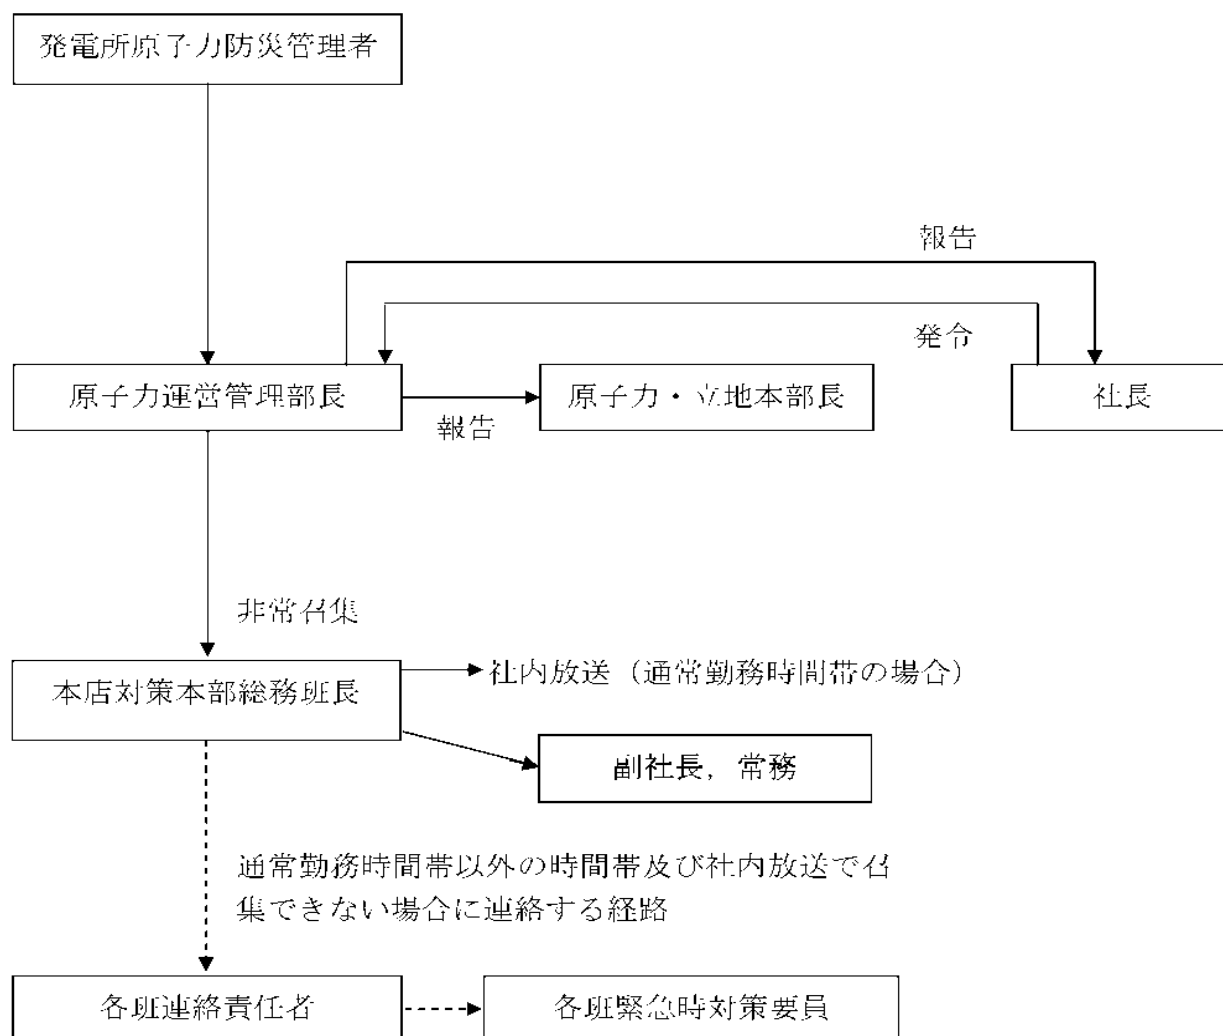 発電所原子力防災管理者
報告
発令
原子力運営管理部長
原子力・立地本部長
社長
報告
非常召集
社内放送（通常勤務時間帯の場合）
本店対策本部総務班長
副社長，常務
通常勤務時間帯以外の時間帯及び社内放送で召
集できない場合に連絡する経路
各班連絡責任者
各班緊急時対策要員